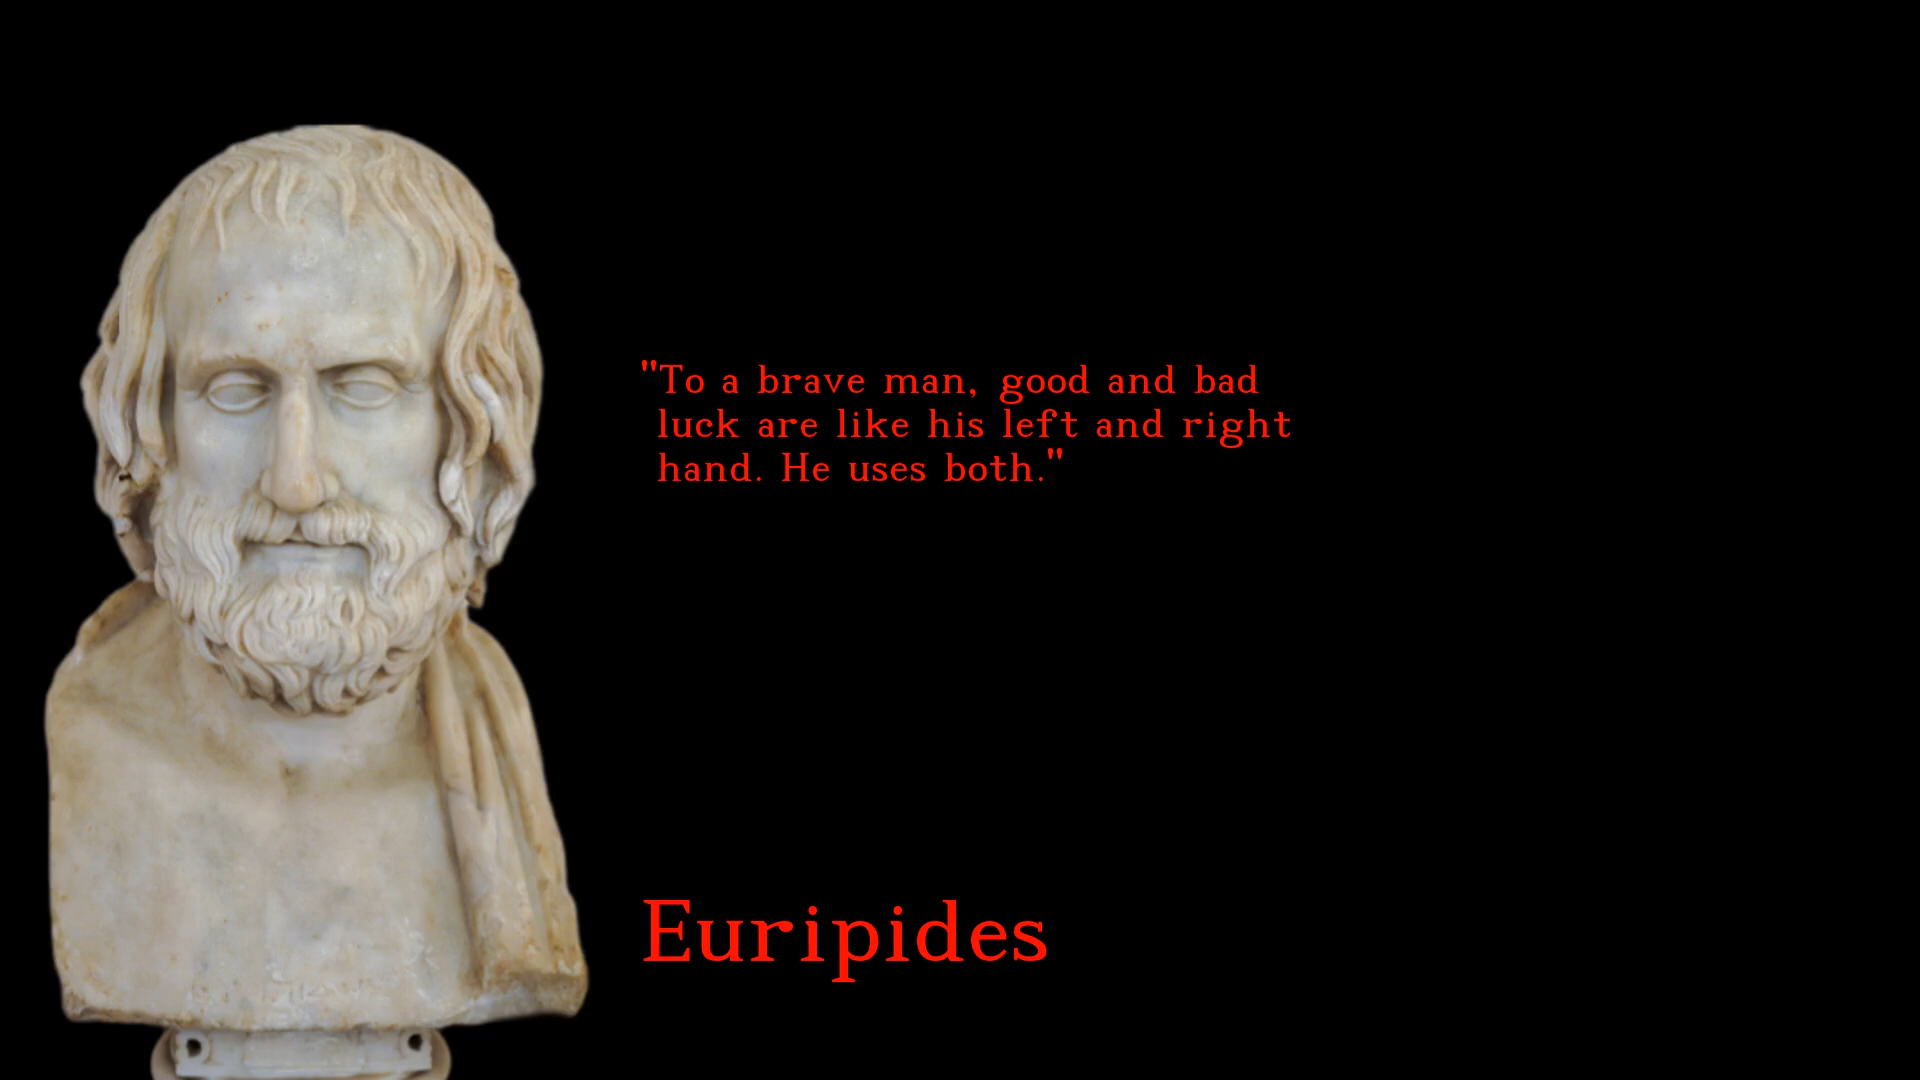 "To a brave man, good and bad
luck are like his left and right
hand. He uses both."
Euripides